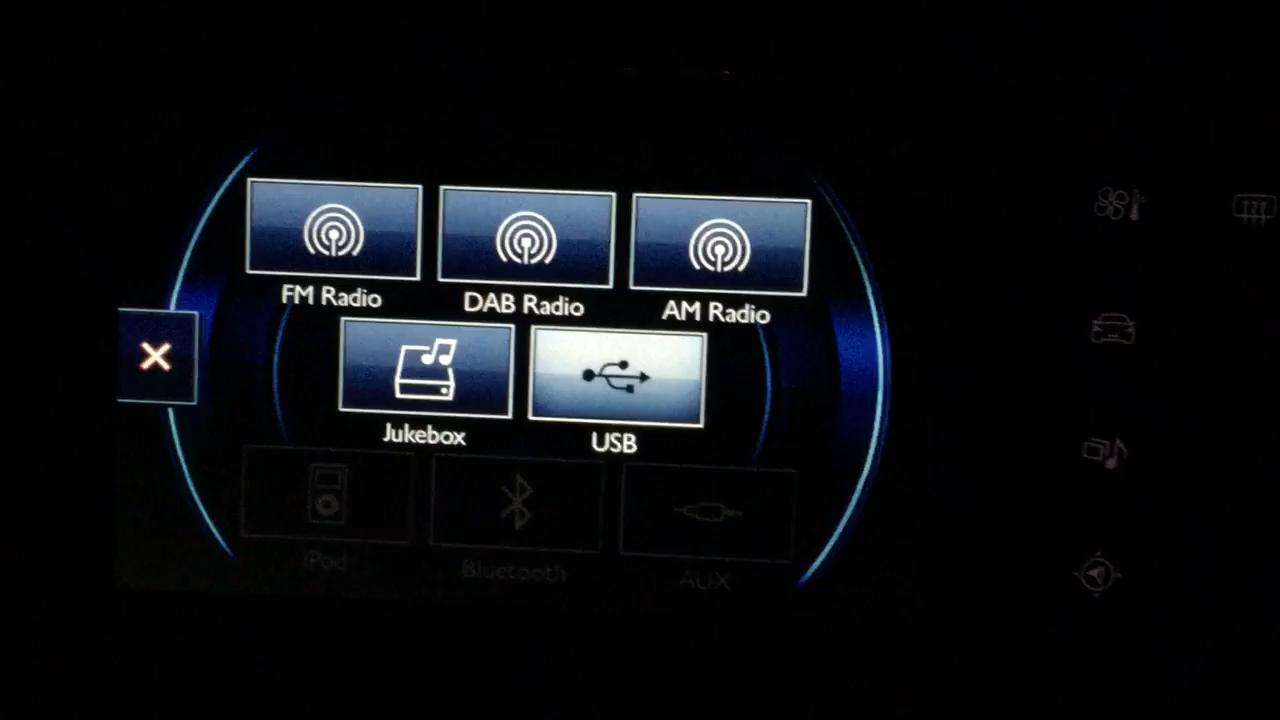 FM Radio
DAB Radio
AM Radio
Jukebox
USB
iPod
Bluetooth
AUX